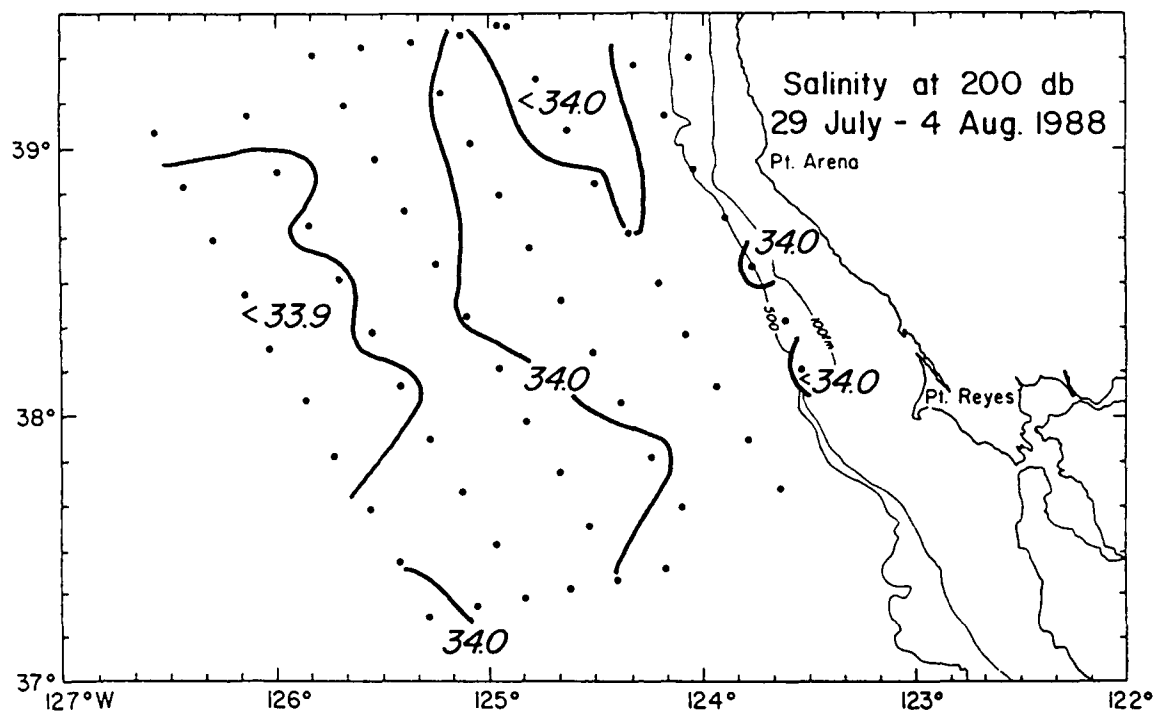 Salinity at 200 db
29 July - 4 Aug. 1988
<34.0
39°
Pt. Arena
34.0
<33.9
500
100fm
34.0
<34.0
Pt. Reyes
38°
34.0
37°
127°W
126°
125°
124°
123°
122°